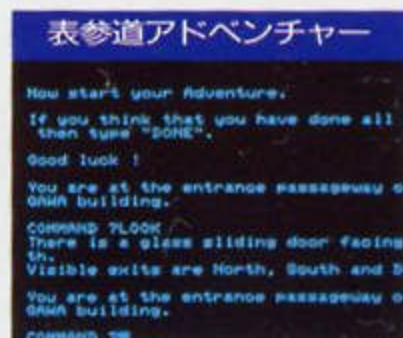 表参道アドベンチャー
Now start your Adventure.
If you think that you have done all
then type "DONE".
Good luck !
You are at the entrance passageway o
GAWA building.
COMMAND ?LOOK
There is a glass sliding door facing
th.
Visible exits are North, South and D
You are at the entrance passageway o
GAWA building.
COMMAND ?